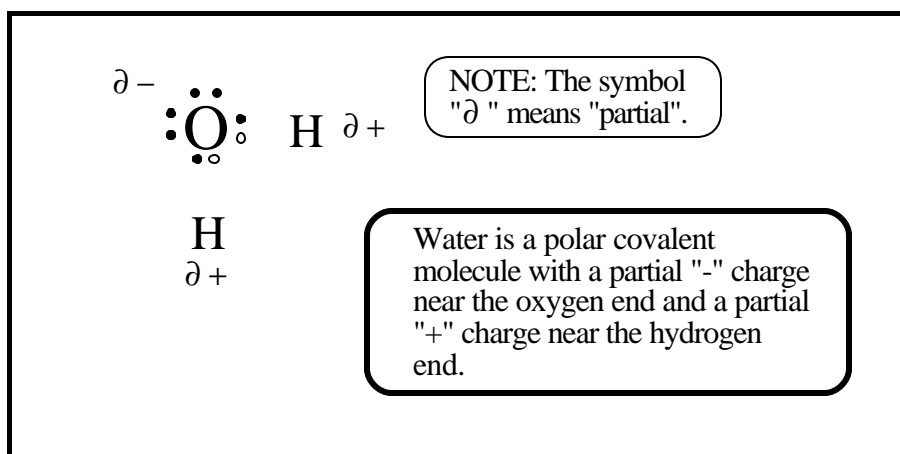 ∂ –
O H ∂ +
H
∂ +
NOTE: The symbol
"∂ " means "partial".
Water is a polar covalent
molecule with a partial "-" charge
near the oxygen end and a partial
"+" charge near the hydrogen
end.